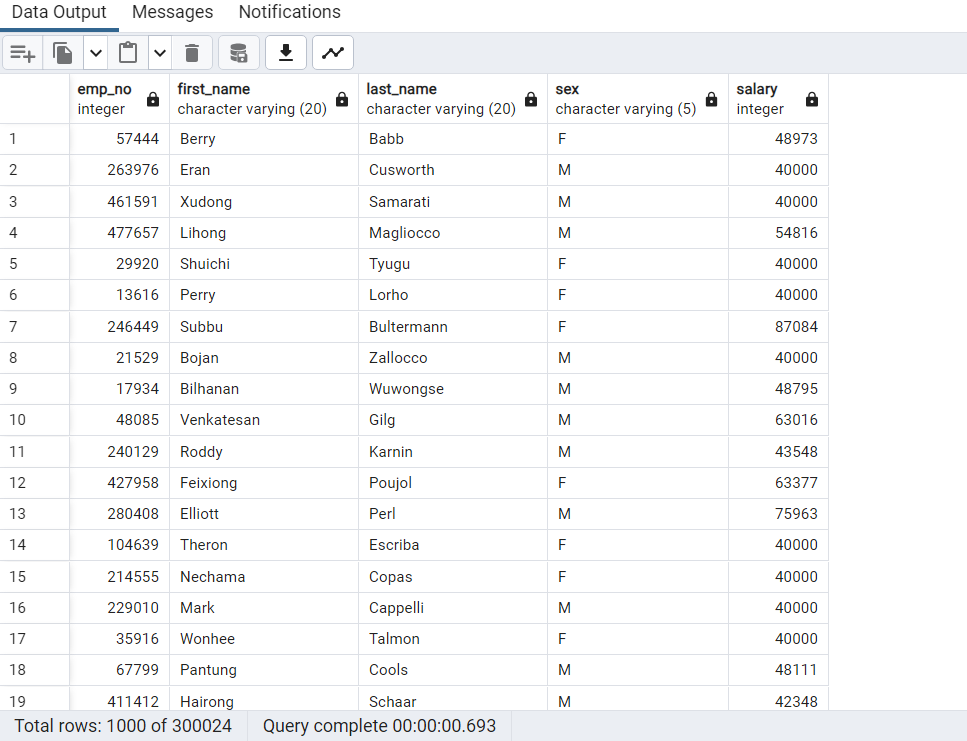 Data Output Messages Notifications
emp_no first_name last_name sex salary
integer character varying (20) character varying (20) character varying (5) integer
1 57444 Berry Babb F 48973
2 263976 Eran Cusworth M 40000
3 461591 Xudong Samarati M 40000
4 477657 Lihong Magliocco M 54816
5 29920 Shuichi Tyugu F 40000
6 13616 Perry Lorho F 40000
7 246449 Subbu Bultermann F 87084
8 21529 Bojan Zallocco M 40000
9 17934 Bilhanan Wuwongse M 48795
10 48085 Venkatesan Gilg M 63016
11 240129 Roddy Karnin M 43548
12 427958 Feixiong Poujol F 63377
13 280408 Elliott Perl M 75963
14 104639 Theron Escriba F 40000
15 214555 Nechama Copas F 40000
16 229010 Mark Cappelli M 40000
17 35916 Wonhee Talmon F 40000
18 67799 Pantung Cools M 48111
19 411412 Hairong Schaar M 42348
Total rows: 1000 of 300024 Query complete 00:00:00.693